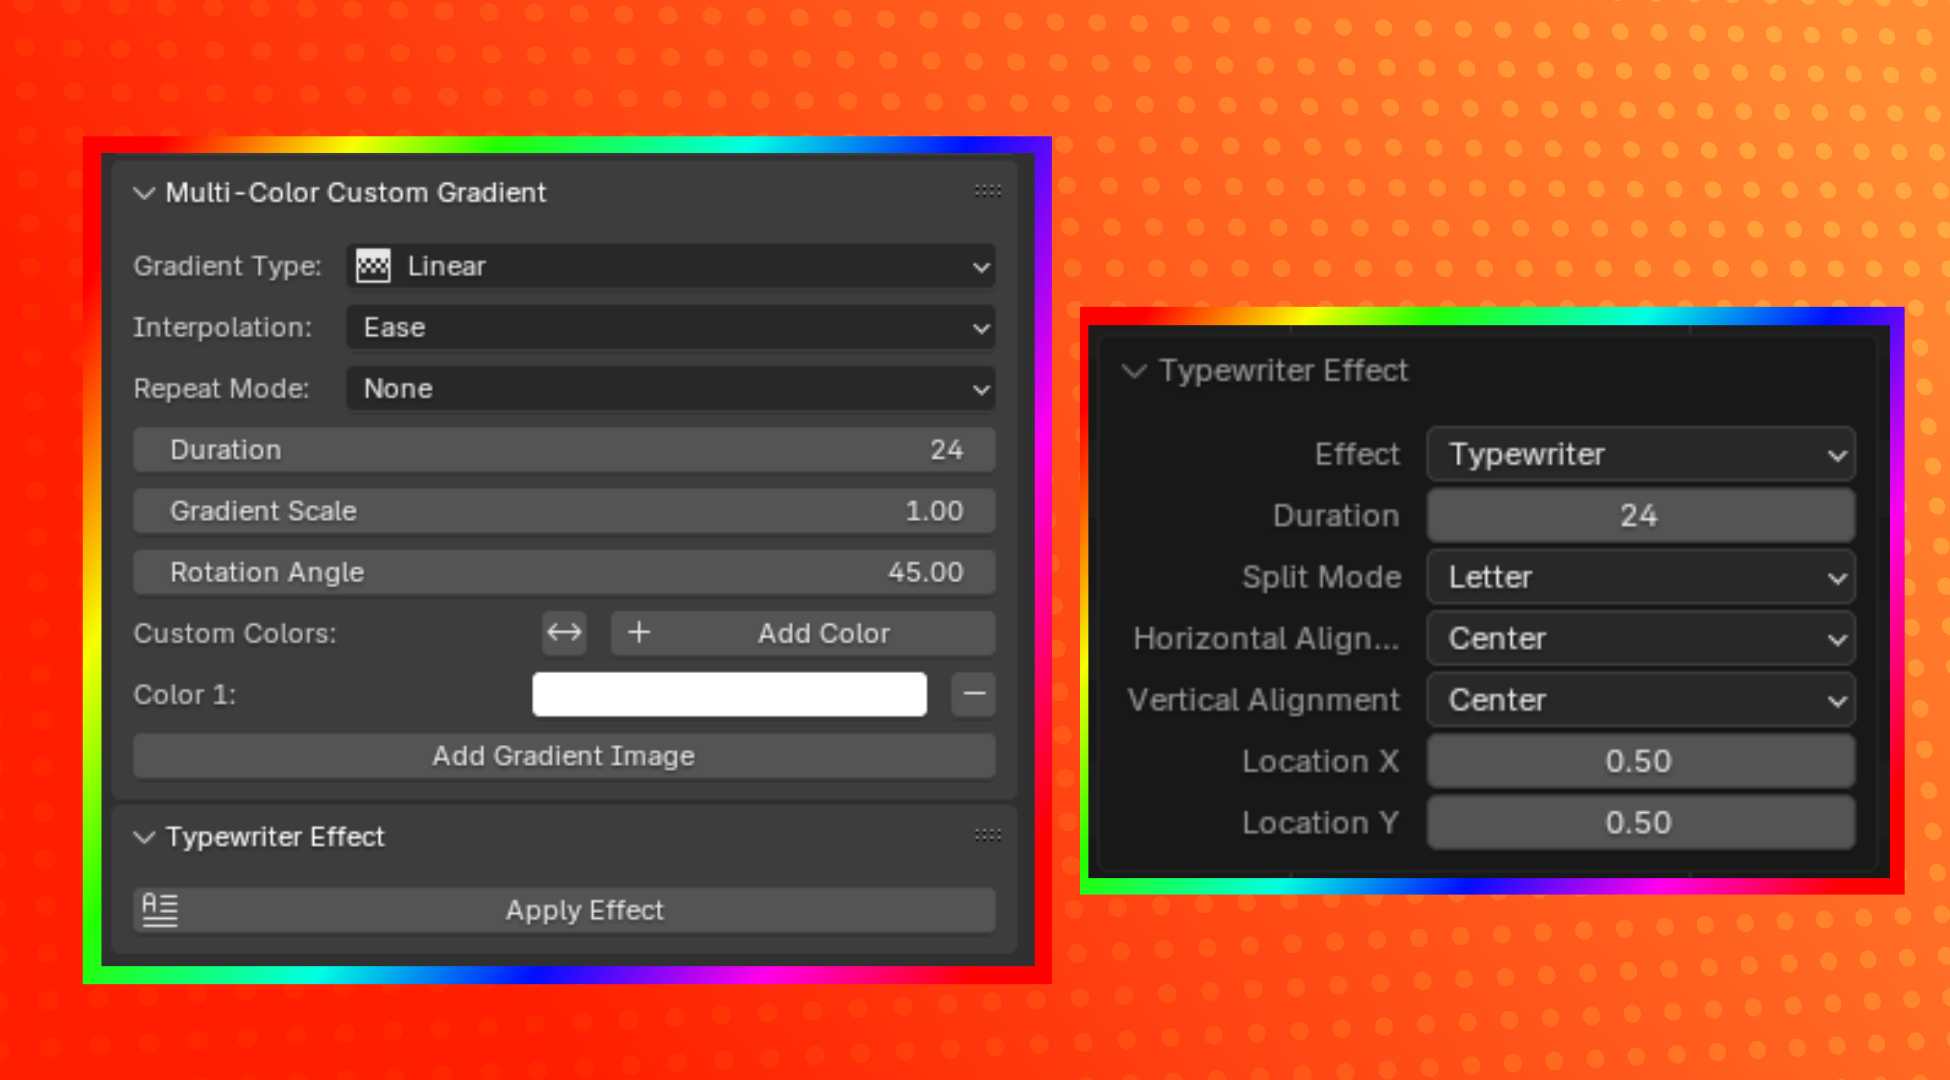 Multi-Color Custom Gradient
Gradient Type: Linear
Interpolation: Ease
Repeat Mode: None
Duration 24
Gradient Scale 1.00
Rotation Angle 45.00
Custom Colors: + Add Color
Color 1:
Add Gradient Image
Typewriter Effect
Apply Effect
Typewriter Effect
Effect Typewriter
Duration 24
Split Mode Letter
Horizontal Align... Center
Vertical Alignment Center
Location X 0.50
Location Y 0.50